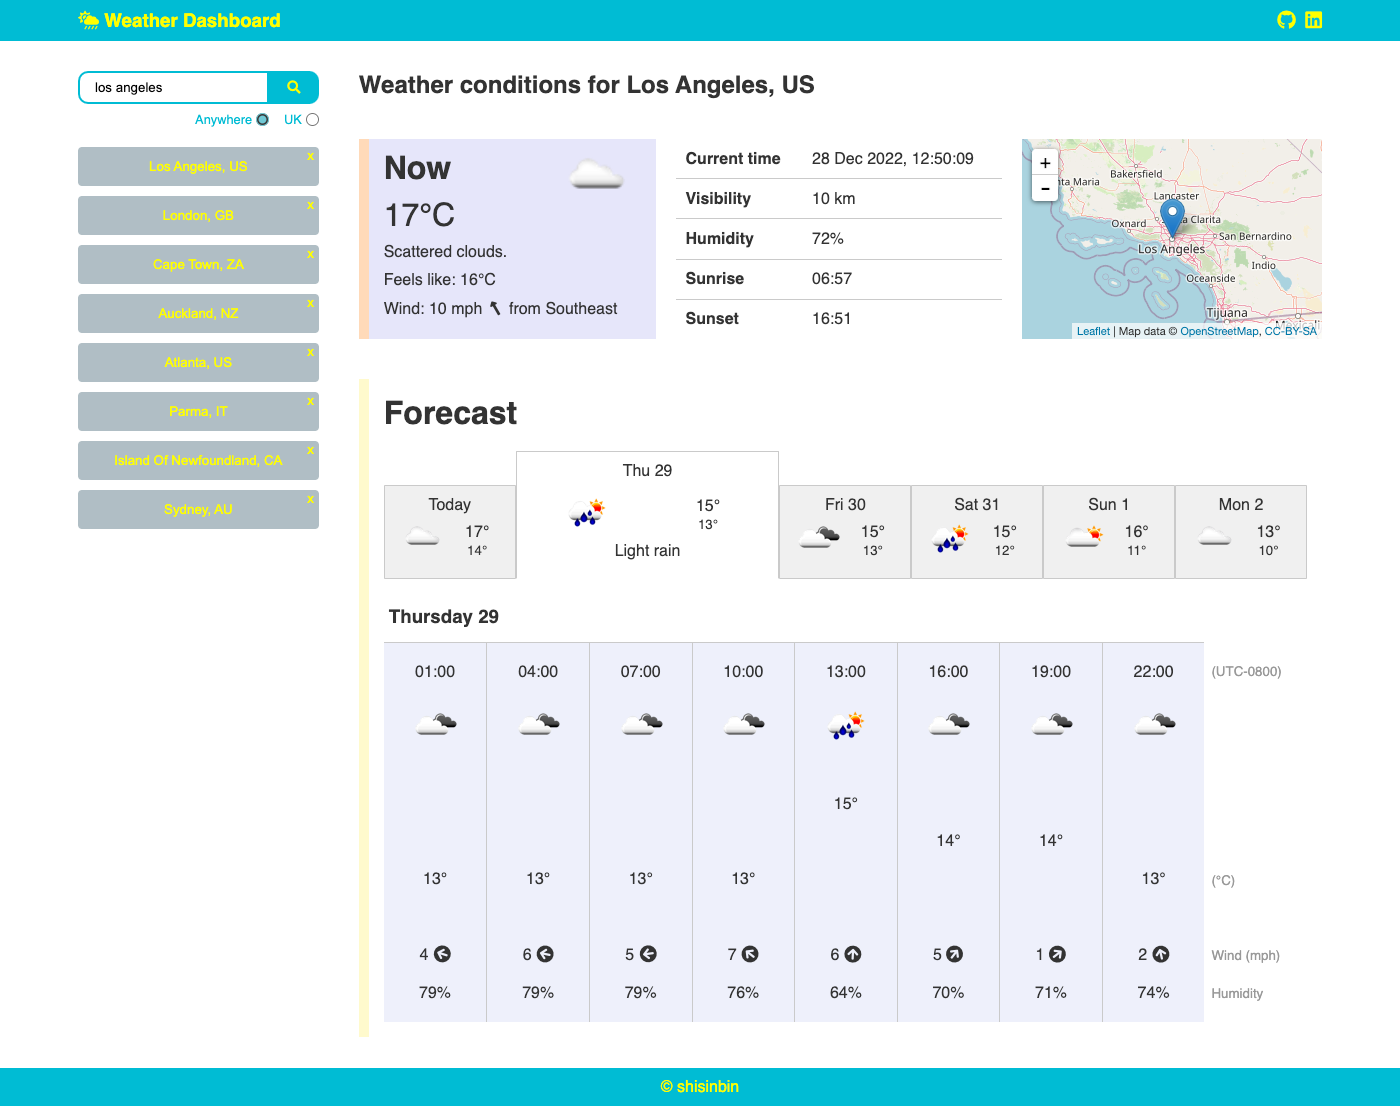 Weather Dashboard
los angeles
Anywhere UK
Los Angeles, US x
London, GB x
Cape Town, ZA x
Auckland, NZ x
Atlanta, US x
Parma, IT x
Island Of Newfoundland, CA x
Sydney, AU x
Weather conditions for Los Angeles, US
Now
17°C
Scattered clouds.
Feels like: 16°C
Wind: 10 mph from Southeast
Current time 28 Dec 2022, 12:50:09
Visibility 10 km
Humidity 72%
Sunrise 06:57
Sunset 16:51
+
-
Bakersfield
nta Maria
Lancaster
Oxnard
a Clarita
San Bernardino
Los Angeles
Indio
Oceanside
Tijuana
Leaflet | Map data © OpenStreetMap, CC-BY-SA
Forecast
Today
17°
14°
Thu 29
15°
13°
Light rain
Fri 30
15°
13°
Sat 31
15°
12°
Sun 1
16°
11°
Mon 2
13°
10°
Thursday 29
01:00 04:00 07:00 10:00 13:00 16:00 19:00 22:00 (UTC-0800)
15°
14° 14°
13° 13° 13° 13° 13° (°C)
4 6 5 7 6 5 1 2 Wind (mph)
79% 79% 79% 76% 64% 70% 71% 74% Humidity
© shisinbin